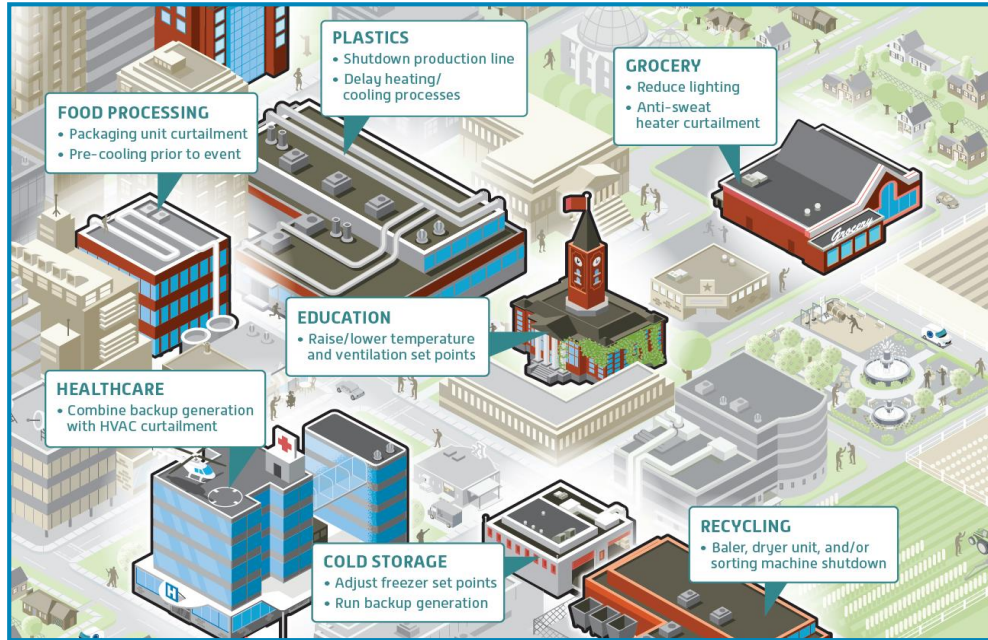 PLASTICS
• Shutdown production line
• Delay heating/
cooling processes
GROCERY
• Reduce lighting
• Anti-sweat
heater curtailment
FOOD PROCESSING
• Packaging unit curtailment
• Pre-cooling prior to event
Grocery
EDUCATION
• Raise/lower temperature
and ventilation set points
HEALTHCARE
• Combine backup generation
with HVAC curtailment
H
COLD STORAGE
• Adjust freezer set points
• Run backup generation
RECYCLING
• Baler, dryer unit, and/or
sorting machine shutdown